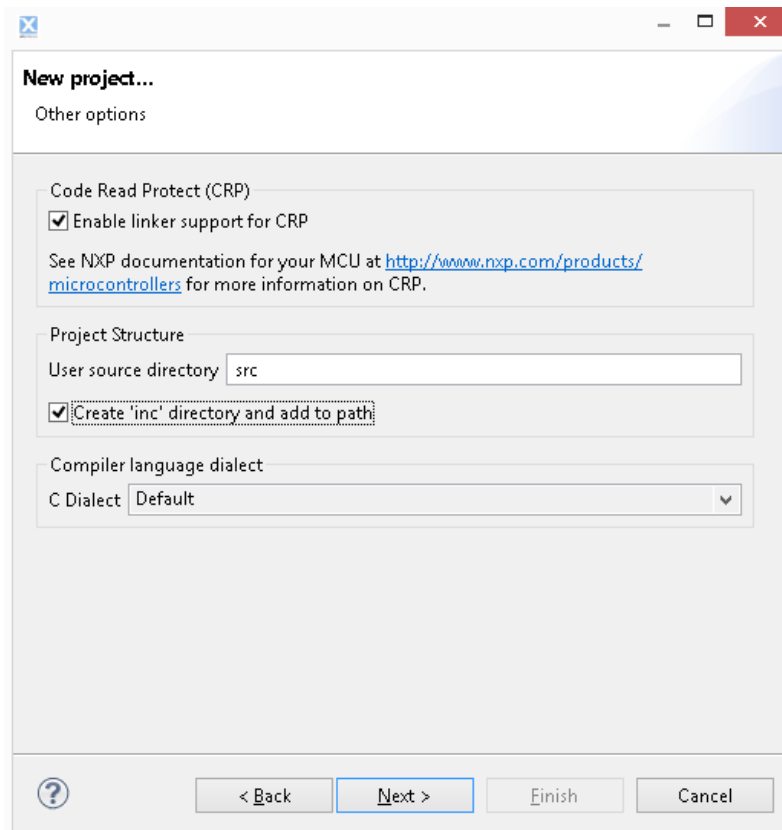 New project...
Other options
Code Read Protect (CRP)
Enable linker support for CRP
See NXP documentation for your MCU at http://www.nxp.com/products/
microcontrollers for more information on CRP.
Project Structure
User source directory src
Create 'inc' directory and add to path
Compiler language dialect
C Dialect Default
< Back Next > Finish Cancel